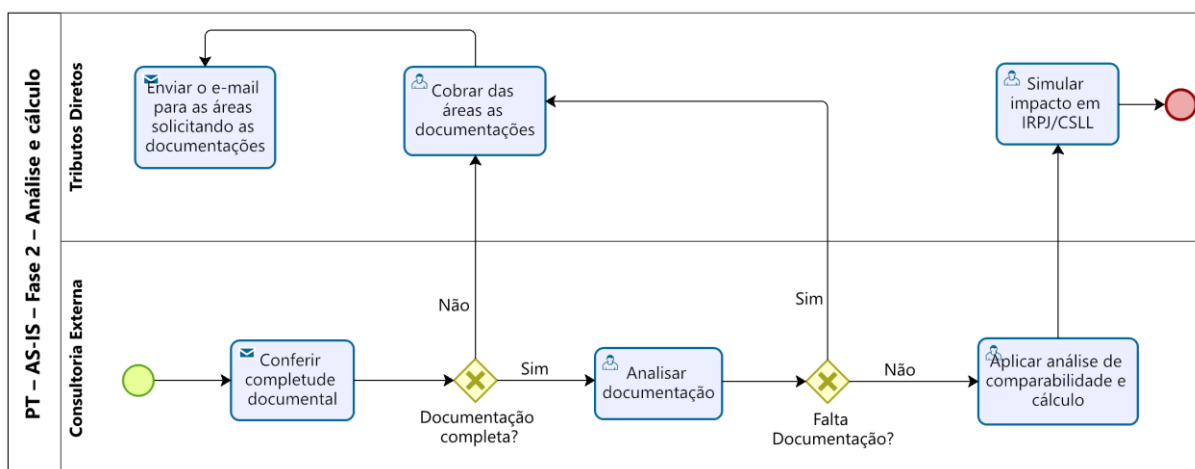 PT – AS-IS – Fase 2 – Análise e cálculo
Tributos Diretos
Enviar o e-mail
para as áreas
solicitando as
documentações
Cobrar das
áreas as
documentações
Simular
impacto em
IRPJ/CSLL
Consultoria Externa
Não
Sim
Conferir
completude
documental
Sim
Documentação
completa?
Analisar
documentação
Não
Falta
Documentação?
Aplicar análise de
comparabilidade e
cálculo